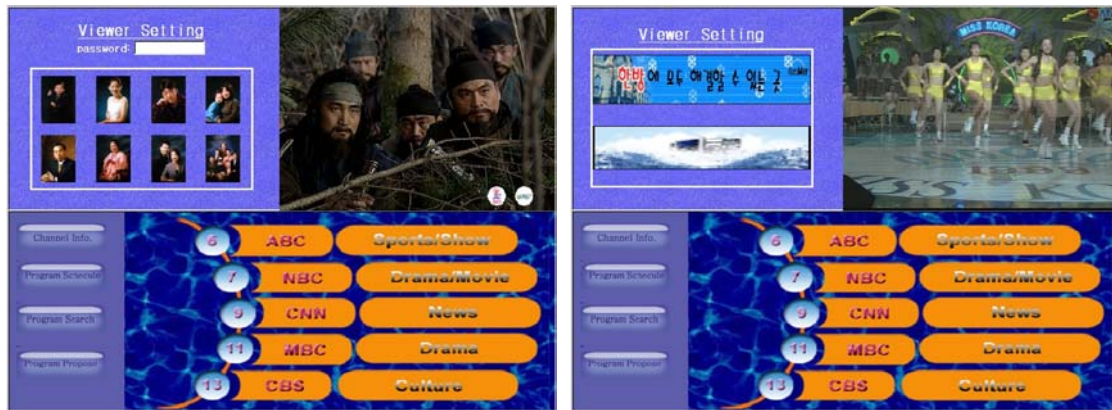 Viewer Setting
password:
Channel Info.
Program Schecule
Program Search
Program Propose
6 ABC Sports/Show
7 NBC Drama/Movie
9 CNN News
11 MBC Drama
13 CBS Culture
Viewer Setting
한방에 모두 해결할 수 있는 곳
MISS KOREA
Channel Info.
Program Schecule
Program Search
Program Propose
6 ABC Sports/Show
7 NBC Drama/Movie
9 CNN News
11 MBC Drama
13 CBS Culture